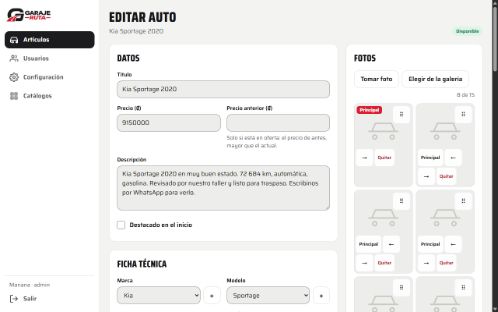 GARAJE
RUTA
Artículos
Usuarios
Configuración
Catálogos
Mariana · admin
Salir
EDITAR AUTO
Kia Sportage 2020
Disponible
DATOS
Título
Kia Sportage 2020
Precio (₡)
Precio anterior (₡)
9150000
Solo si está en oferta: el precio de antes,
mayor que el actual.
Descripción
Kia Sportage 2020 en muy buen estado. 72 684 km, automática,
gasolina. Revisado por nuestro taller y listo para traspaso. Escribinos
por WhatsApp para verlo.
Destacado en el inicio
FICHA TÉCNICA
Marca
Modelo
Kia
+
Sportage
+
FOTOS
Tomar foto
Elegir de la galería
8 de 15
Principal
→
Quitar
Principal
←
→
Quitar
Principal
←
→
Quitar
Principal
←
→
Quitar